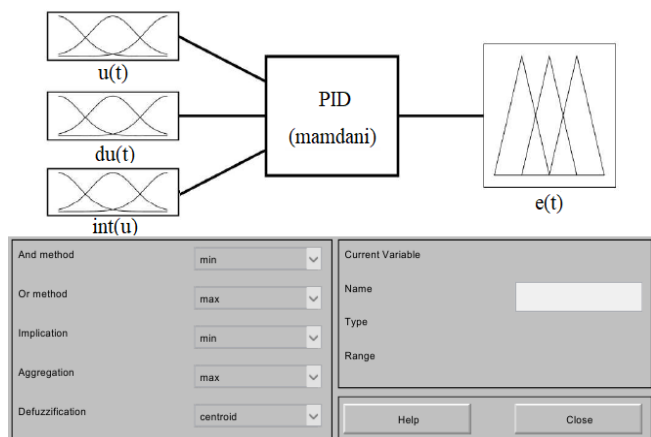 u(t)
du(t)
int(u)
PID
(mamdani)
e(t)
And method
min
Or method
max
Implication
min
Aggregation
max
Defuzzification
centroid
Current Variable
Name
Type
Range
Help
Close